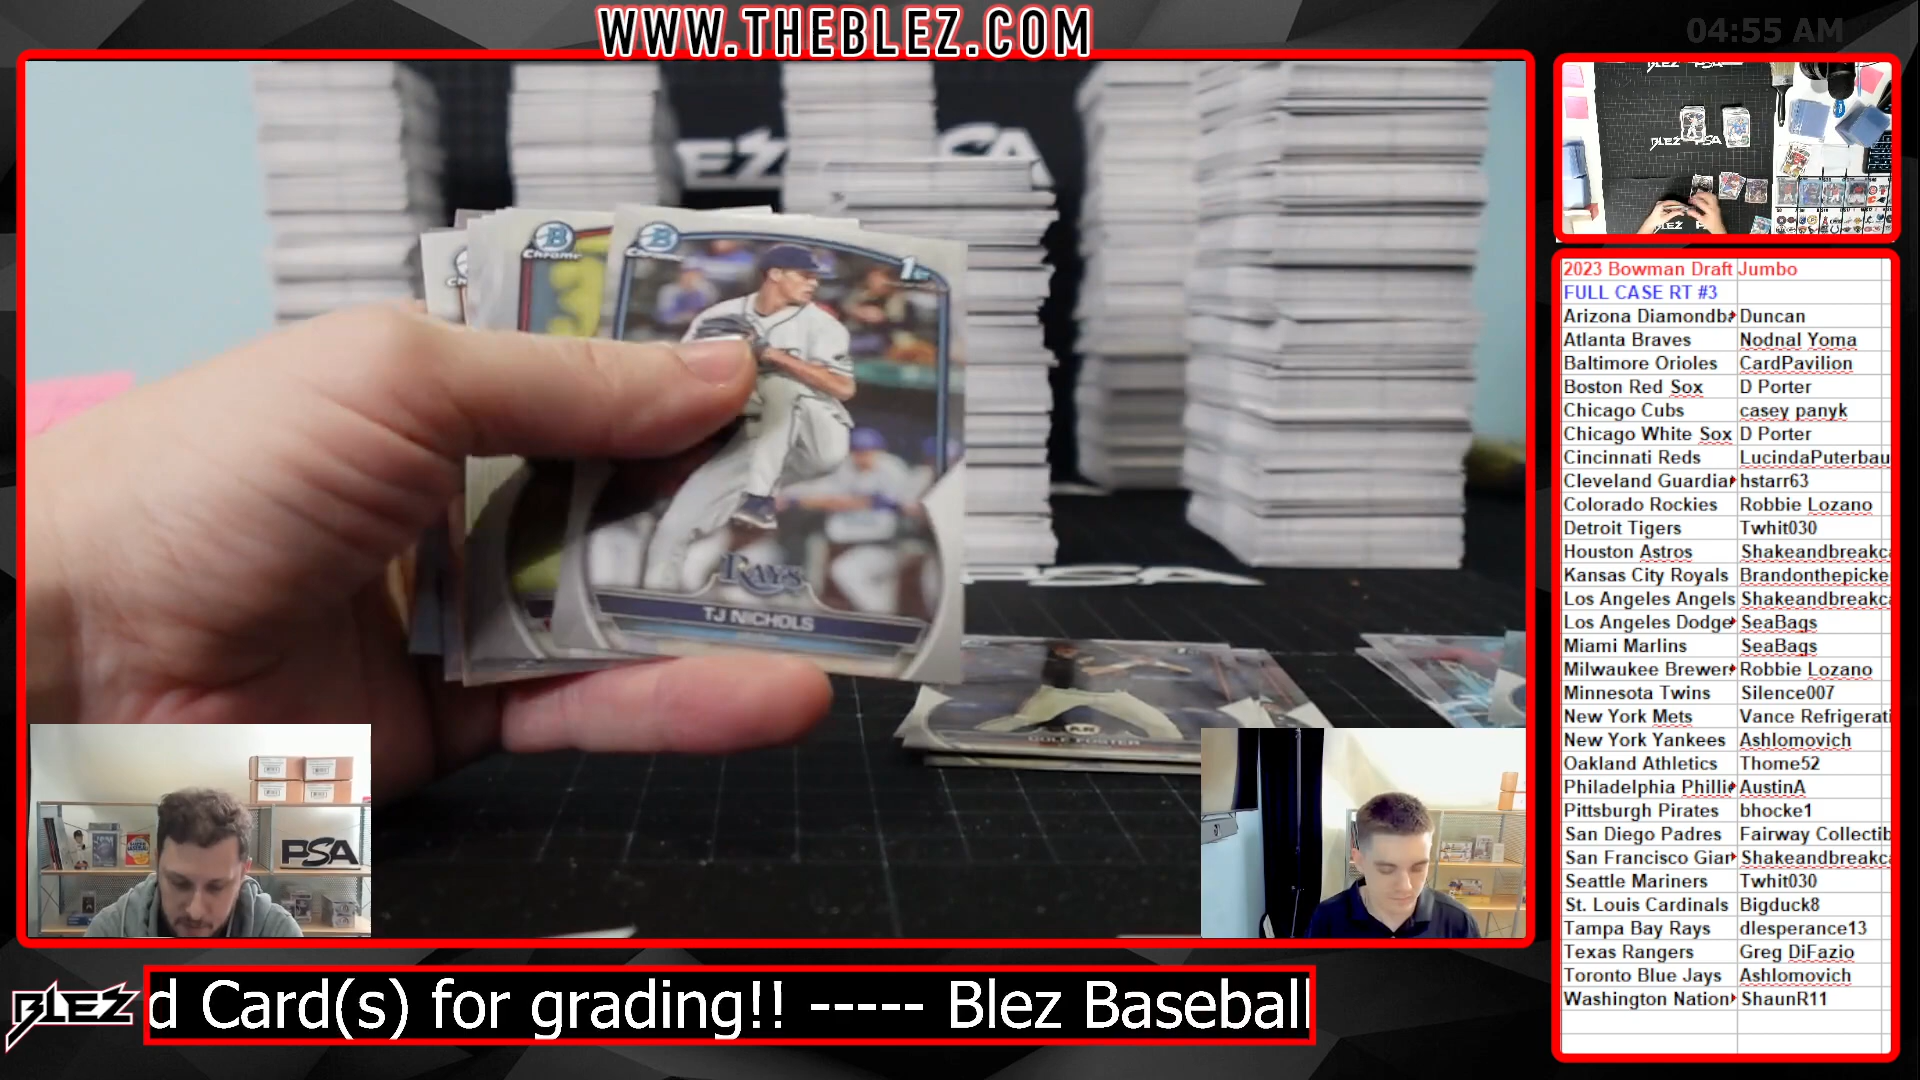 WWW.THEBLEZ.COM
04:55 AM
BLEZ PSA
Chrome
B Chrome
1st
Rays
TJ NICHOLS
PSA
2023 Bowman Draft Jumbo
FULL CASE RT #3
Arizona Diamondba Duncan
Atlanta Braves Nodnal Yoma
Baltimore Orioles CardPavilion
Boston Red Sox D Porter
Chicago Cubs casey panyk
Chicago White Sox D Porter
Cincinnati Reds LucindaPuterbau
Cleveland Guardia hstarr63
Colorado Rockies Robbie Lozano
Detroit Tigers Twhit030
Houston Astros Shakeandbreakc
Kansas City Royals Brandonthepicke
Los Angeles Angels Shakeandbreakc
Los Angeles Dodge SeaBags
Miami Marlins SeaBags
Milwaukee Brewer Robbie Lozano
Minnesota Twins Silence007
New York Mets Vance Refrigerati
New York Yankees Ashlomovich
Oakland Athletics Thome52
Philadelphia Philli AustinA
Pittsburgh Pirates bhocke1
San Diego Padres Fairway Collectib
San Francisco Gian Shakeandbreakc
Seattle Mariners Twhit030
St. Louis Cardinals Bigduck8
Tampa Bay Rays dlesperance13
Texas Rangers Greg DiFazio
Toronto Blue Jays Ashlomovich
Washington Nation ShaunR11
BLEZ
d Card(s) for grading!! ----- Blez Baseball